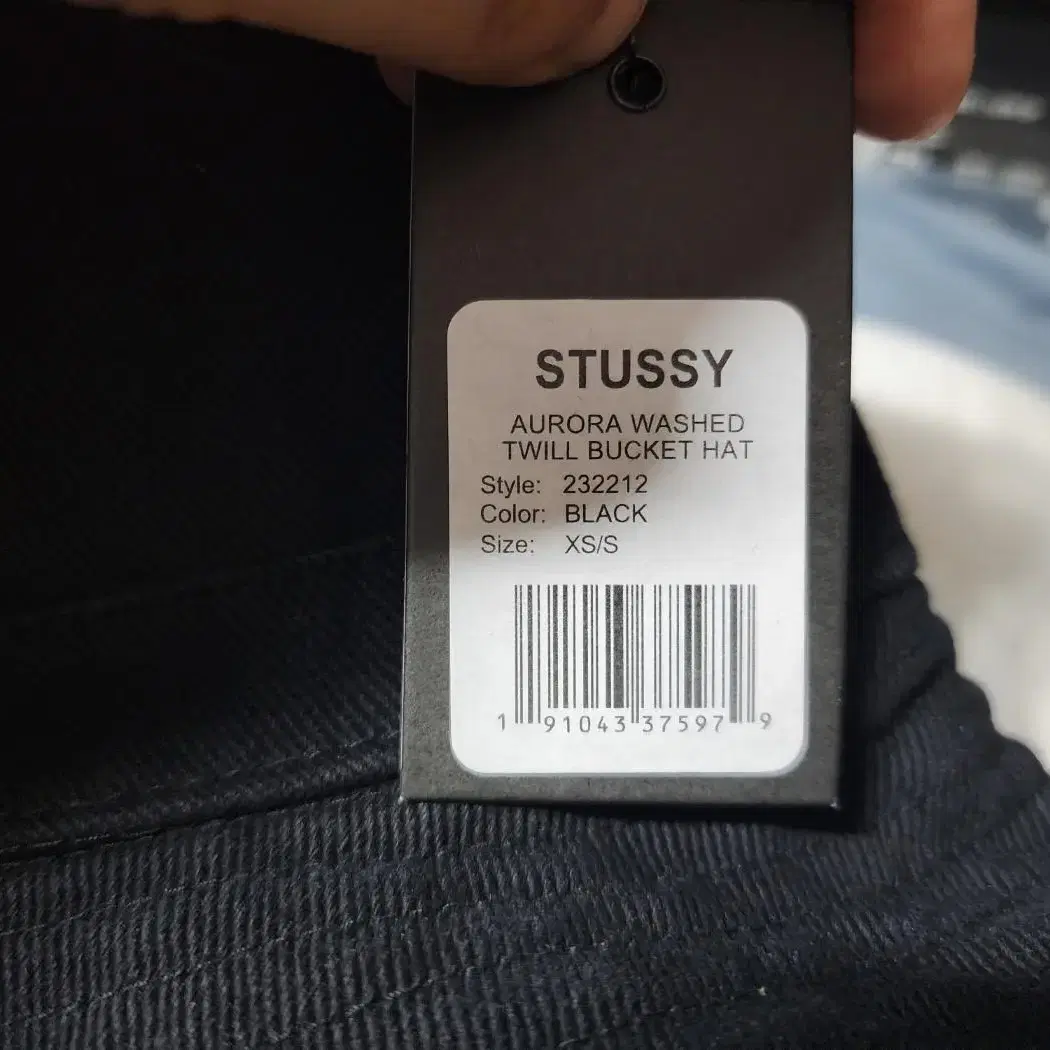 STUSSY
AURORA WASHED
TWILL BUCKET HAT
Style: 232212
Color: BLACK
Size: XS/S
1 91043 37597 9